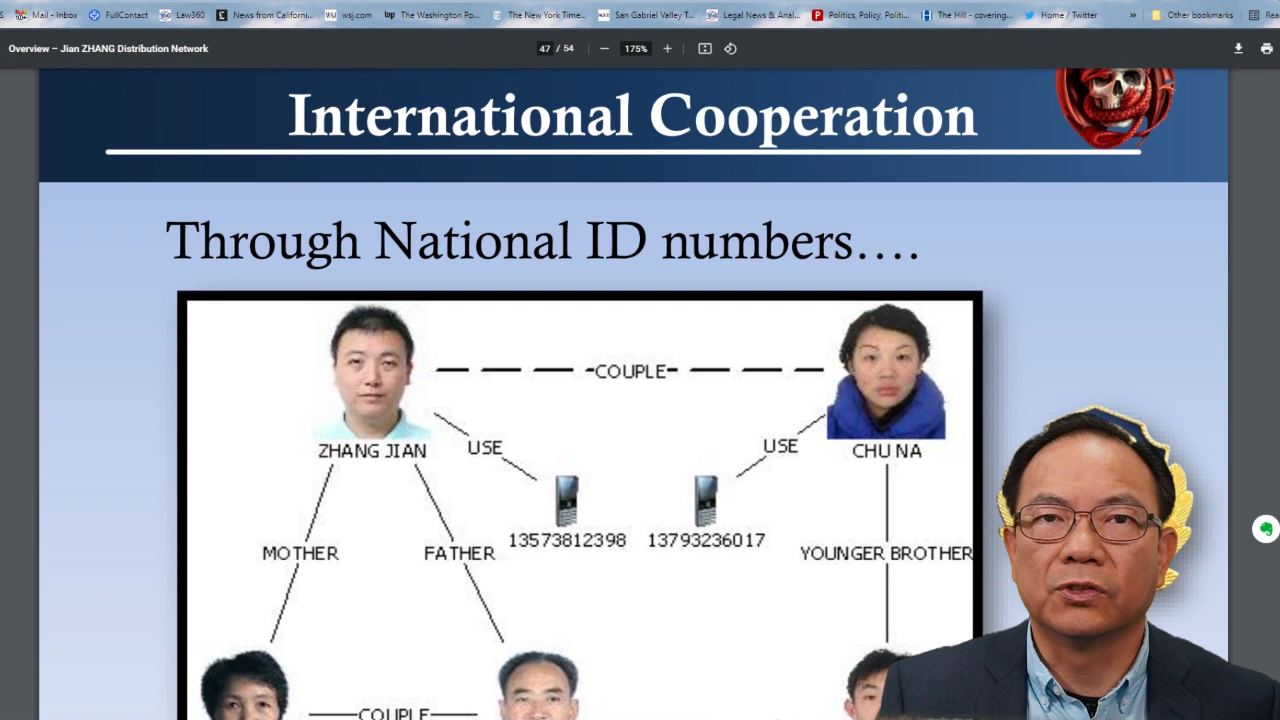 S
Mail - Inbox
FullContact
Law360
News from Californi...
WSJ wsj.com
wp The Washington Po...
The New York Time...
San Gabriel Valley T...
Legal News & Anal...
P Politics, Policy, Politi...
H The Hill - covering...
Home / Twitter
»
Other bookmarks
Rea
Overview – Jian ZHANG Distribution Network
47 / 54
— 175% +
International Cooperation
Through National ID numbers....
COUPLE
USE
USE
ZHANG JIAN
CHU NA
13573812398
13793236017
MOTHER
FATHER
YOUNGER BROTHER
COUPLE